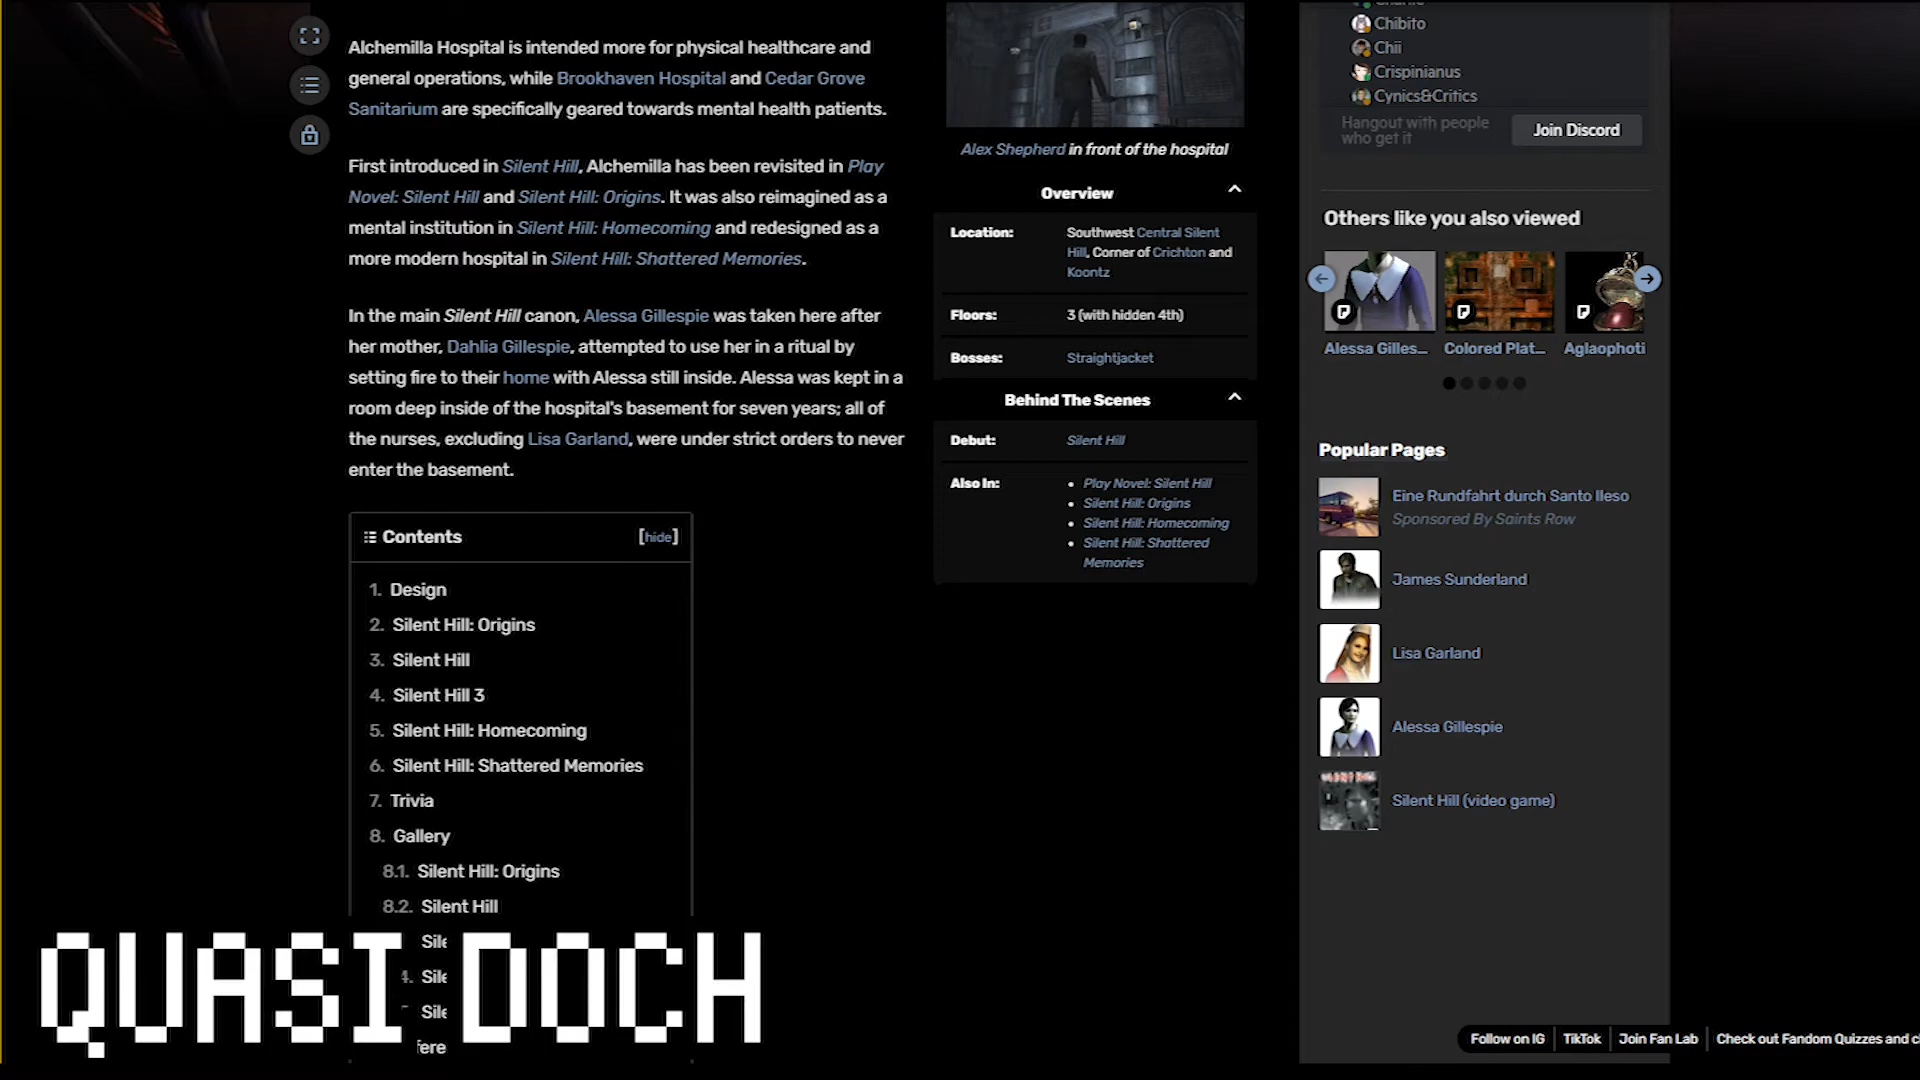 Alchemilla Hospital is intended more for physical healthcare and
general operations, while Brookhaven Hospital and Cedar Grove
Sanitarium are specifically geared towards mental health patients.
First introduced in Silent Hill, Alchemilla has been revisited in Play
Novel: Silent Hill and Silent Hill: Origins. It was also reimagined as a
mental institution in Silent Hill: Homecoming and redesigned as a
more modern hospital in Silent Hill: Shattered Memories.
In the main Silent Hill canon, Alessa Gillespie was taken here after
her mother, Dahlia Gillespie, attempted to use her in a ritual by
setting fire to their home with Alessa still inside. Alessa was kept in a
room deep inside of the hospital's basement for seven years; all of
the nurses, excluding Lisa Garland, were under strict orders to never
enter the basement.
Contents [hide]
1. Design
2. Silent Hill: Origins
3. Silent Hill
4. Silent Hill 3
5. Silent Hill: Homecoming
6. Silent Hill: Shattered Memories
7. Trivia
8. Gallery
8.1. Silent Hill: Origins
8.2. Silent Hill
QUASI DOCH
Alex Shepherd in front of the hospital
Overview
Location: Southwest Central Silent
Hill, Corner of Crichton and
Koontz
Floors: 3 (with hidden 4th)
Bosses: Straightjacket
Behind The Scenes
Debut: Silent Hill
Also In: • Play Novel: Silent Hill
• Silent Hill: Origins
• Silent Hill: Homecoming
• Silent Hill: Shattered
Memories
Chibito
Chii
Crispinianus
Cynics&Critics
Hangout with people
who get it
Join Discord
Others like you also viewed
Alessa Gilles... Colored Plat... Aglaophoti
Popular Pages
Eine Rundfahrt durch Santo Ileso
Sponsored By Saints Row
James Sunderland
Lisa Garland
Alessa Gillespie
Silent Hill (video game)
Follow on IG TikTok Join Fan Lab Check out Fandom Quizzes and